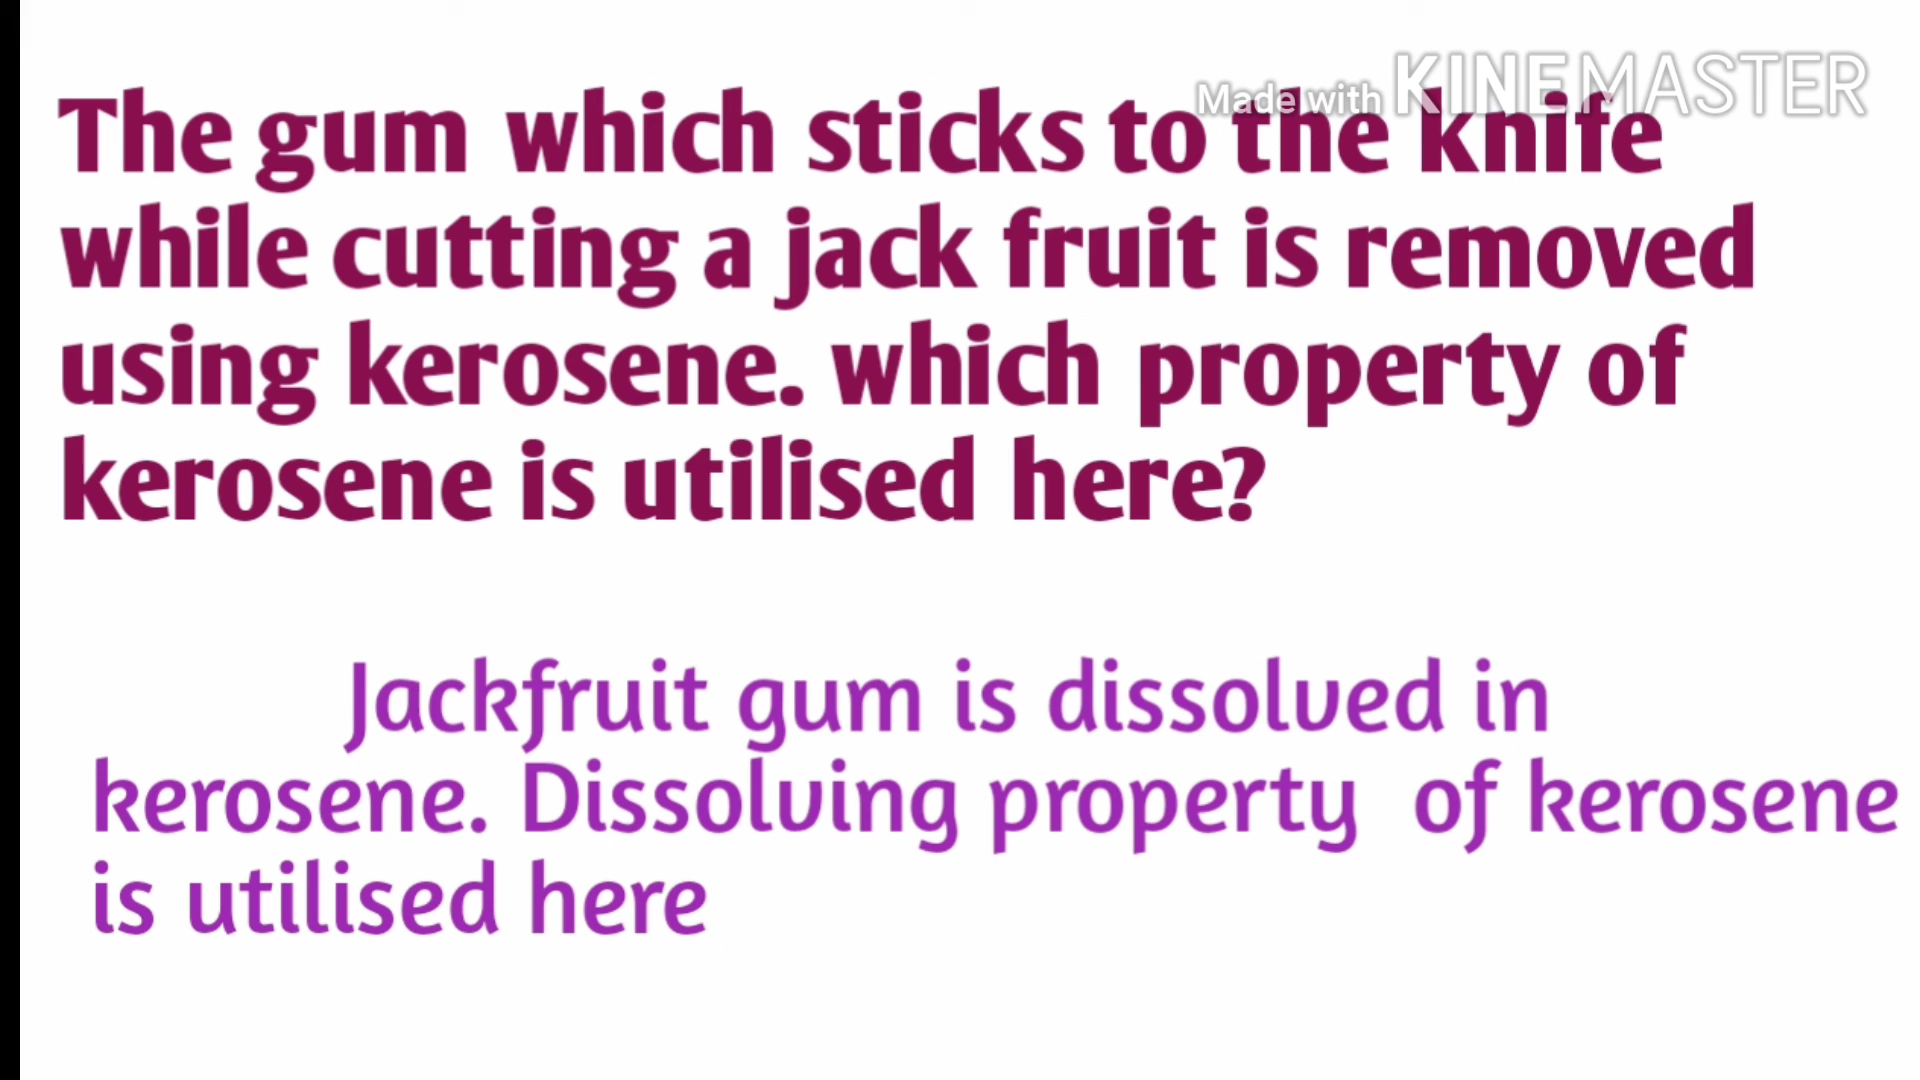 Made with KINEMASTER
The gum which sticks to the knife
while cutting a jack fruit is removed
using kerosene. which property of
kerosene is utilised here?
Jackfruit gum is dissolved in
kerosene. Dissolving property of kerosene
is utilised here